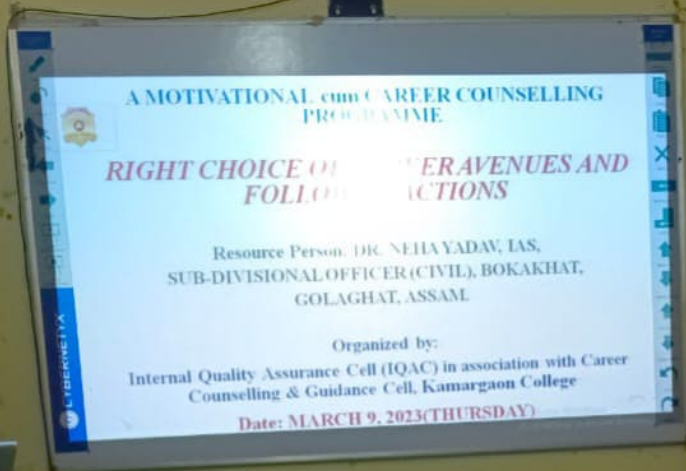 A MOTIVATIONAL cum CAREER COUNSELLING
PROGRAMME
RIGHT CHOICE AVENUES AND
ACTIONS
Resource Person: DR. NEHA YADAV, IAS,
SUB-DIVISIONAL OFFICER (CIVIL), BOKAKHAT,
GOLAGHAT, ASSAM.
Organized by:
Internal Quality Assurance Cell (IQAC) in association with Career
Counselling & Guidance Cell, Kamargaon College
Date: MARCH 9, 2023(THURSDAY)
CYBERNETYX